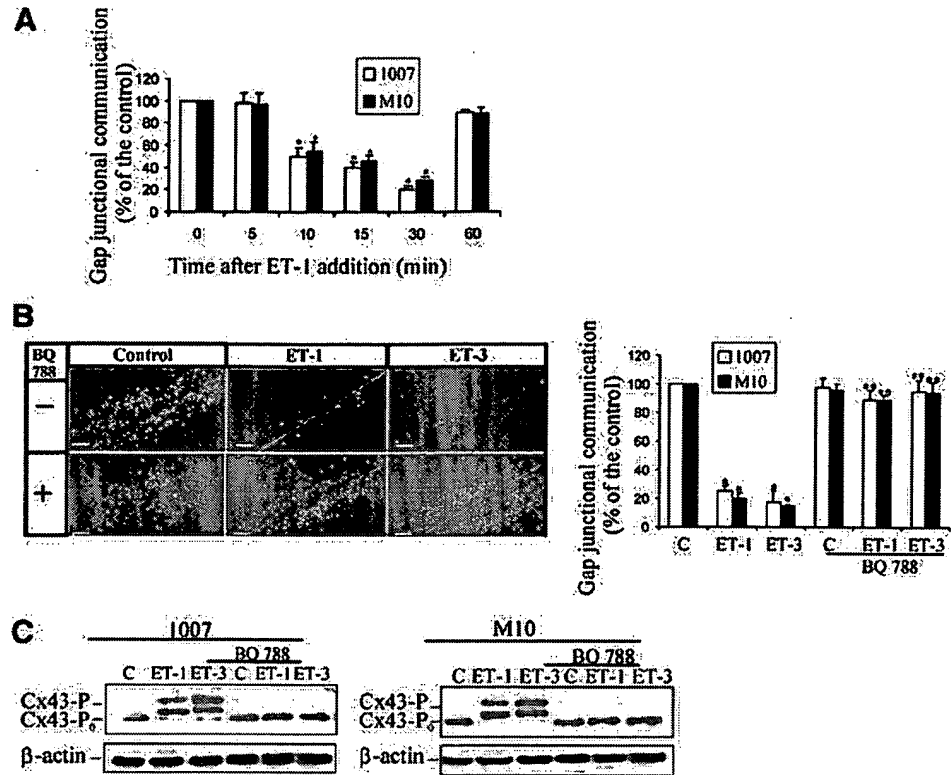 A
Gap junctional communication
(% of the control)
120
100
80
60
40
20
0
1007
M10
0 5 10 15 30 60
Time after ET-1 addition (min)
B
BQ
788
Control ET-1 ET-3
−
+
Gap junctional communication
(% of the control)
120
100
80
60
40
20
0
1007
M10
C ET-1 ET-3 C ET-1 ET-3
BQ 788
C
1007
BQ 788
C ET-1 ET-3 C ET-1 ET-3
Cx43-P
Cx43-P₀
β-actin
M10
BQ 788
C ET-1 ET-3 C ET-1 ET-3
Cx43-P
Cx43-P₀
β-actin